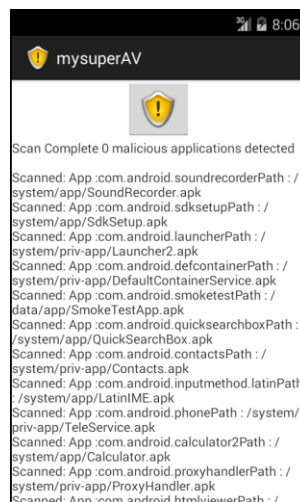 3G 8:06
mysuperAV
Scan Complete 0 malicious applications detected
Scanned: App :com.android.soundrecorderPath : /
system/app/SoundRecorder.apk
Scanned: App :com.android.sdksetupPath : /
system/app/SdkSetup.apk
Scanned: App :com.android.launcherPath : /
system/priv-app/Launcher2.apk
Scanned: App :com.android.defcontainerPath : /
system/priv-app/DefaultContainerService.apk
Scanned: App :com.android.smoketestPath : /
data/app/SmokeTestApp.apk
Scanned: App :com.android.quicksearchboxPath :
/system/app/QuickSearchBox.apk
Scanned: App :com.android.contactsPath : /
system/priv-app/Contacts.apk
Scanned: App :com.android.inputmethod.latinPath
: /system/app/LatinIME.apk
Scanned: App :com.android.phonePath : /system/
priv-app/TeleService.apk
Scanned: App :com.android.calculator2Path : /
system/app/Calculator.apk
Scanned: App :com.android.proxyhandlerPath : /
system/priv-app/ProxyHandler.apk
Scanned: App :com.android.htmlviewerPath : /